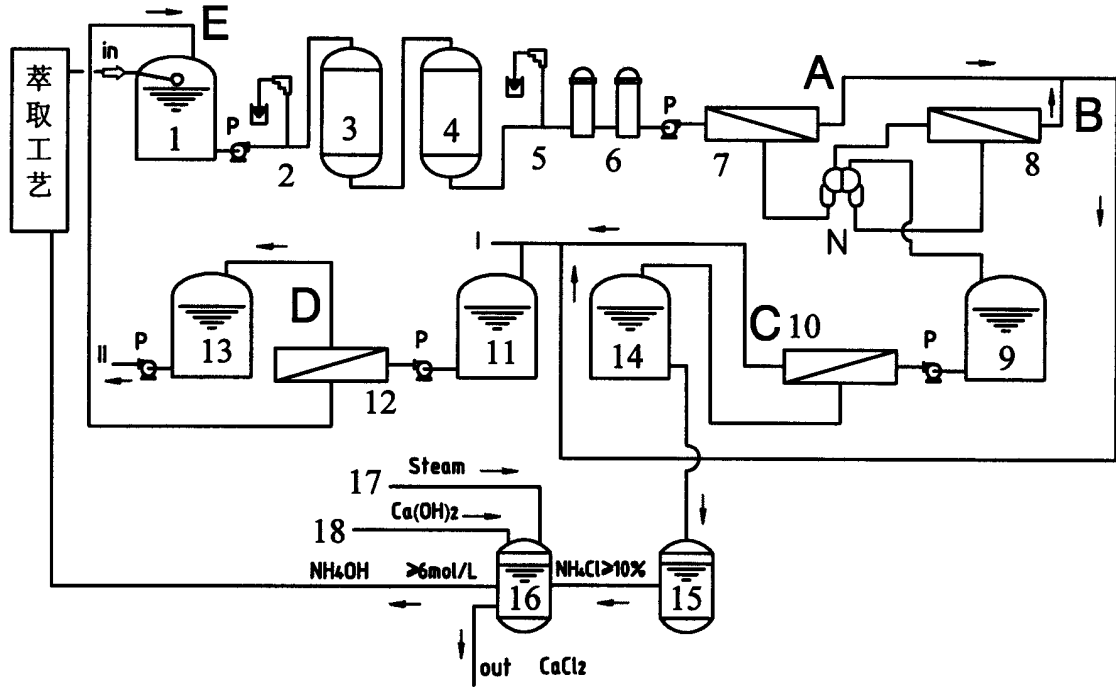 E
in
萃取工艺
1
P
2
3
4
5
6
P
A
7
B
8
N
I
D
C
10
P
9
P
II
13
12
P
11
14
17
Steam
18
Ca(OH)2
NH4OH ≥6mol/L
16
NH4Cl≥10%
15
out CaCl2